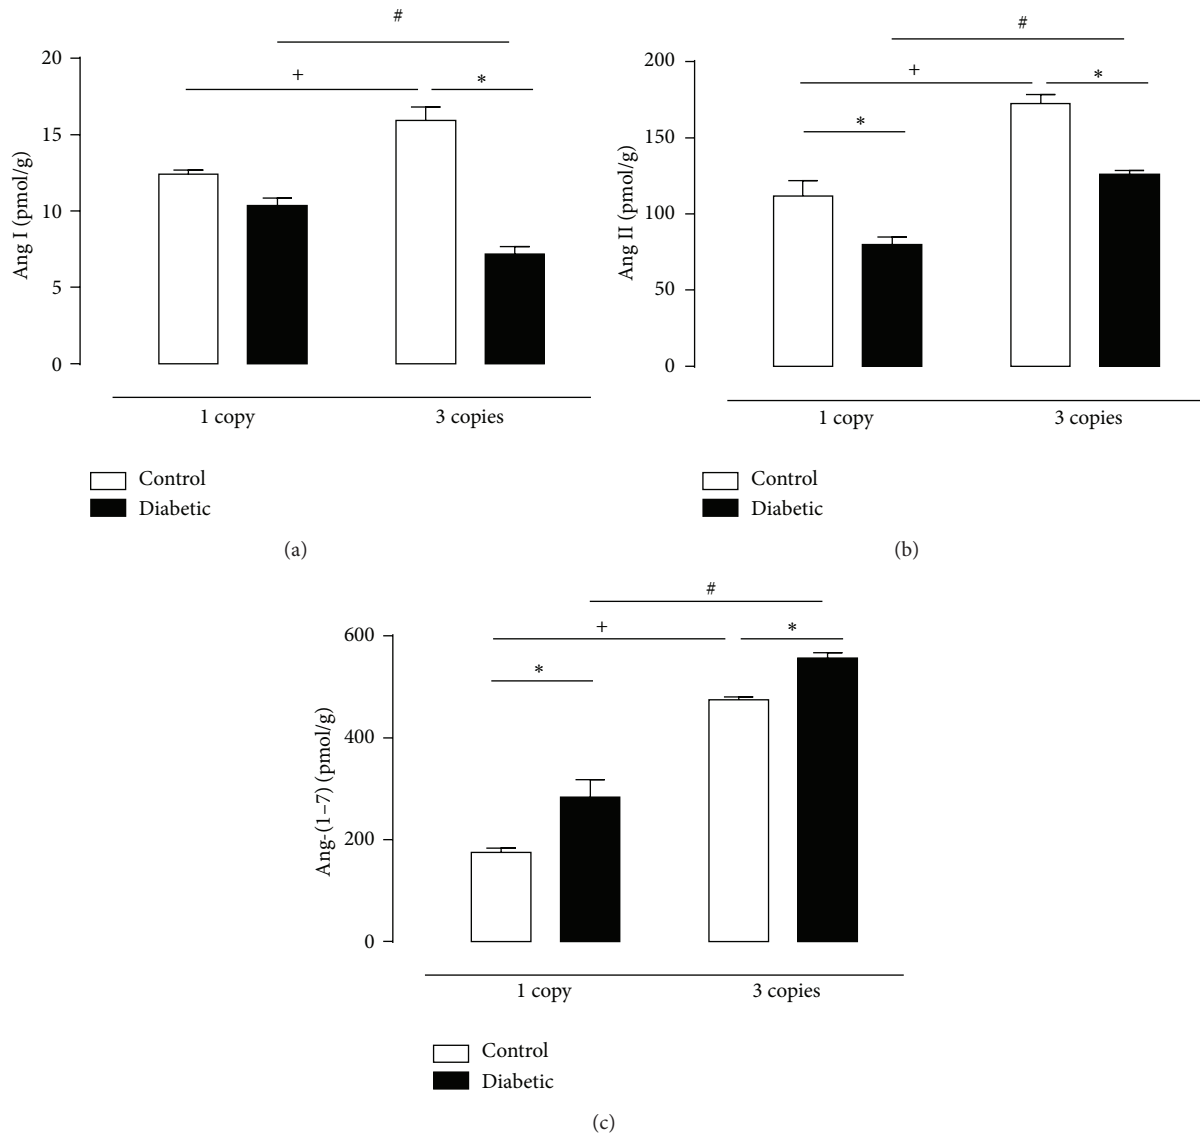 #
+
*
20
15
10
5
0
Ang I (pmol/g)
1 copy
3 copies
Control
Diabetic
(a)
#
+
*
*
200
150
100
50
0
Ang II (pmol/g)
1 copy
3 copies
Control
Diabetic
(b)
#
+
*
*
600
400
200
0
Ang-(1–7) (pmol/g)
1 copy
3 copies
Control
Diabetic
(c)